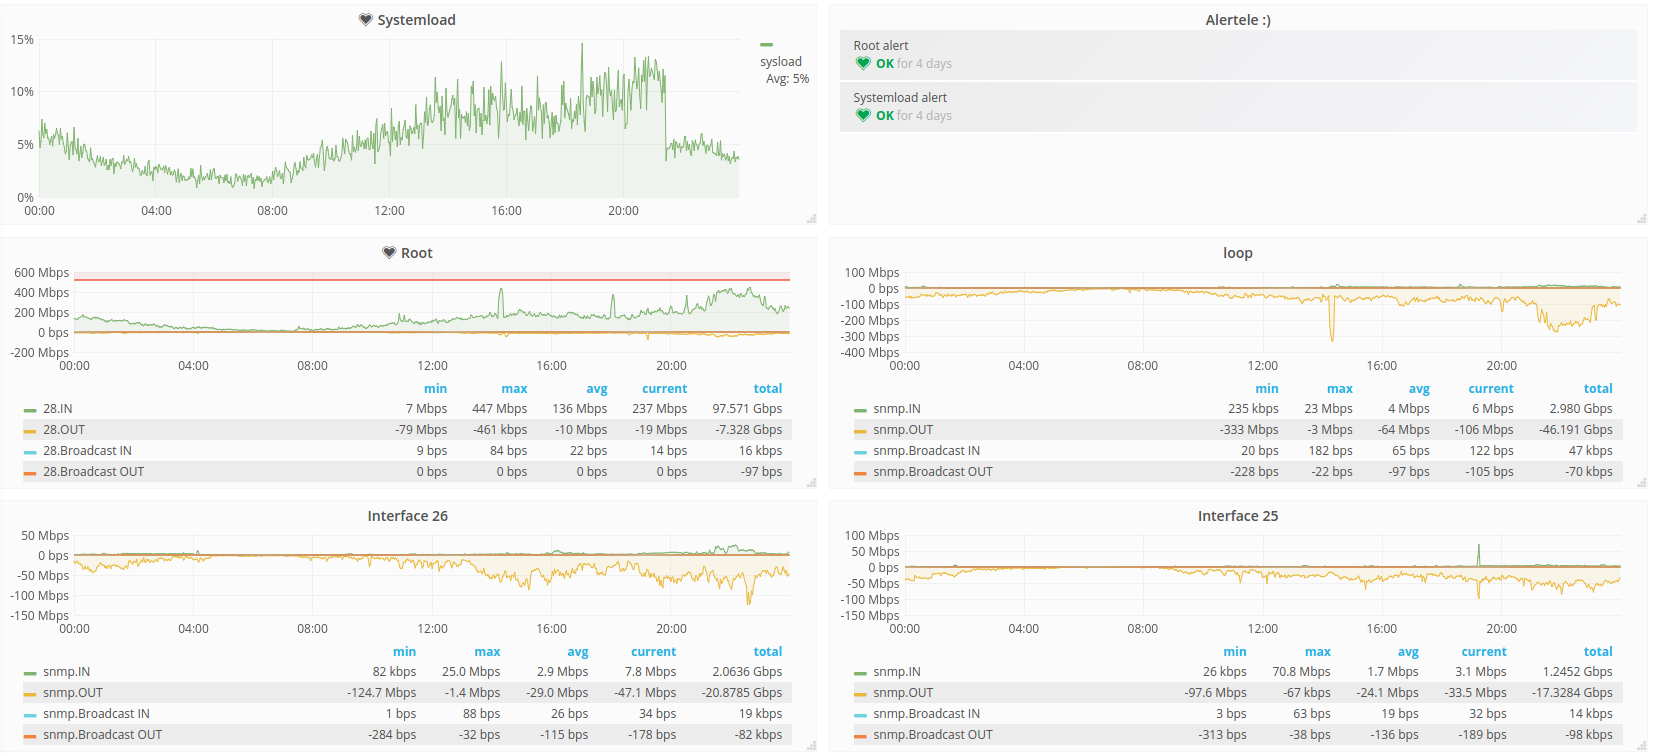 Systemload
15%
10%
5%
0%
00:00 04:00 08:00 12:00 16:00 20:00
sysload
Avg: 5%
Alertele :)
Root alert
OK for 4 days
Systemload alert
OK for 4 days
Root
600 Mbps
400 Mbps
200 Mbps
0 bps
-200 Mbps
00:00 04:00 08:00 12:00 16:00 20:00
min max avg current total
28.IN 7 Mbps 447 Mbps 136 Mbps 237 Mbps 97.571 Gbps
28.OUT -79 Mbps -461 kbps -10 Mbps -19 Mbps -7.328 Gbps
28.Broadcast IN 9 bps 84 bps 22 bps 14 bps 16 kbps
28.Broadcast OUT 0 bps 0 bps 0 bps 0 bps -97 bps
loop
100 Mbps
0 bps
-100 Mbps
-200 Mbps
-300 Mbps
-400 Mbps
00:00 04:00 08:00 12:00 16:00 20:00
min max avg current total
snmp.IN 235 kbps 23 Mbps 4 Mbps 6 Mbps 2.980 Gbps
snmp.OUT -333 Mbps -3 Mbps -64 Mbps -106 Mbps -46.191 Gbps
snmp.Broadcast IN 20 bps 182 bps 65 bps 122 bps 47 kbps
snmp.Broadcast OUT -228 bps -22 bps -97 bps -105 bps -70 kbps
Interface 26
50 Mbps
0 bps
-50 Mbps
-100 Mbps
-150 Mbps
00:00 04:00 08:00 12:00 16:00 20:00
min max avg current total
snmp.IN 82 kbps 25.0 Mbps 2.9 Mbps 7.8 Mbps 2.0636 Gbps
snmp.OUT -124.7 Mbps -1.4 Mbps -29.0 Mbps -47.1 Mbps -20.8785 Gbps
snmp.Broadcast IN 1 bps 88 bps 26 bps 34 bps 19 kbps
snmp.Broadcast OUT -284 bps -32 bps -115 bps -178 bps -82 kbps
Interface 25
100 Mbps
50 Mbps
0 bps
-50 Mbps
-100 Mbps
-150 Mbps
00:00 04:00 08:00 12:00 16:00 20:00
min max avg current total
snmp.IN 26 kbps 70.8 Mbps 1.7 Mbps 3.1 Mbps 1.2452 Gbps
snmp.OUT -97.6 Mbps -67 kbps -24.1 Mbps -33.5 Mbps -17.3284 Gbps
snmp.Broadcast IN 3 bps 63 bps 19 bps 32 bps 14 kbps
snmp.Broadcast OUT -313 bps -38 bps -136 bps -189 bps -98 kbps